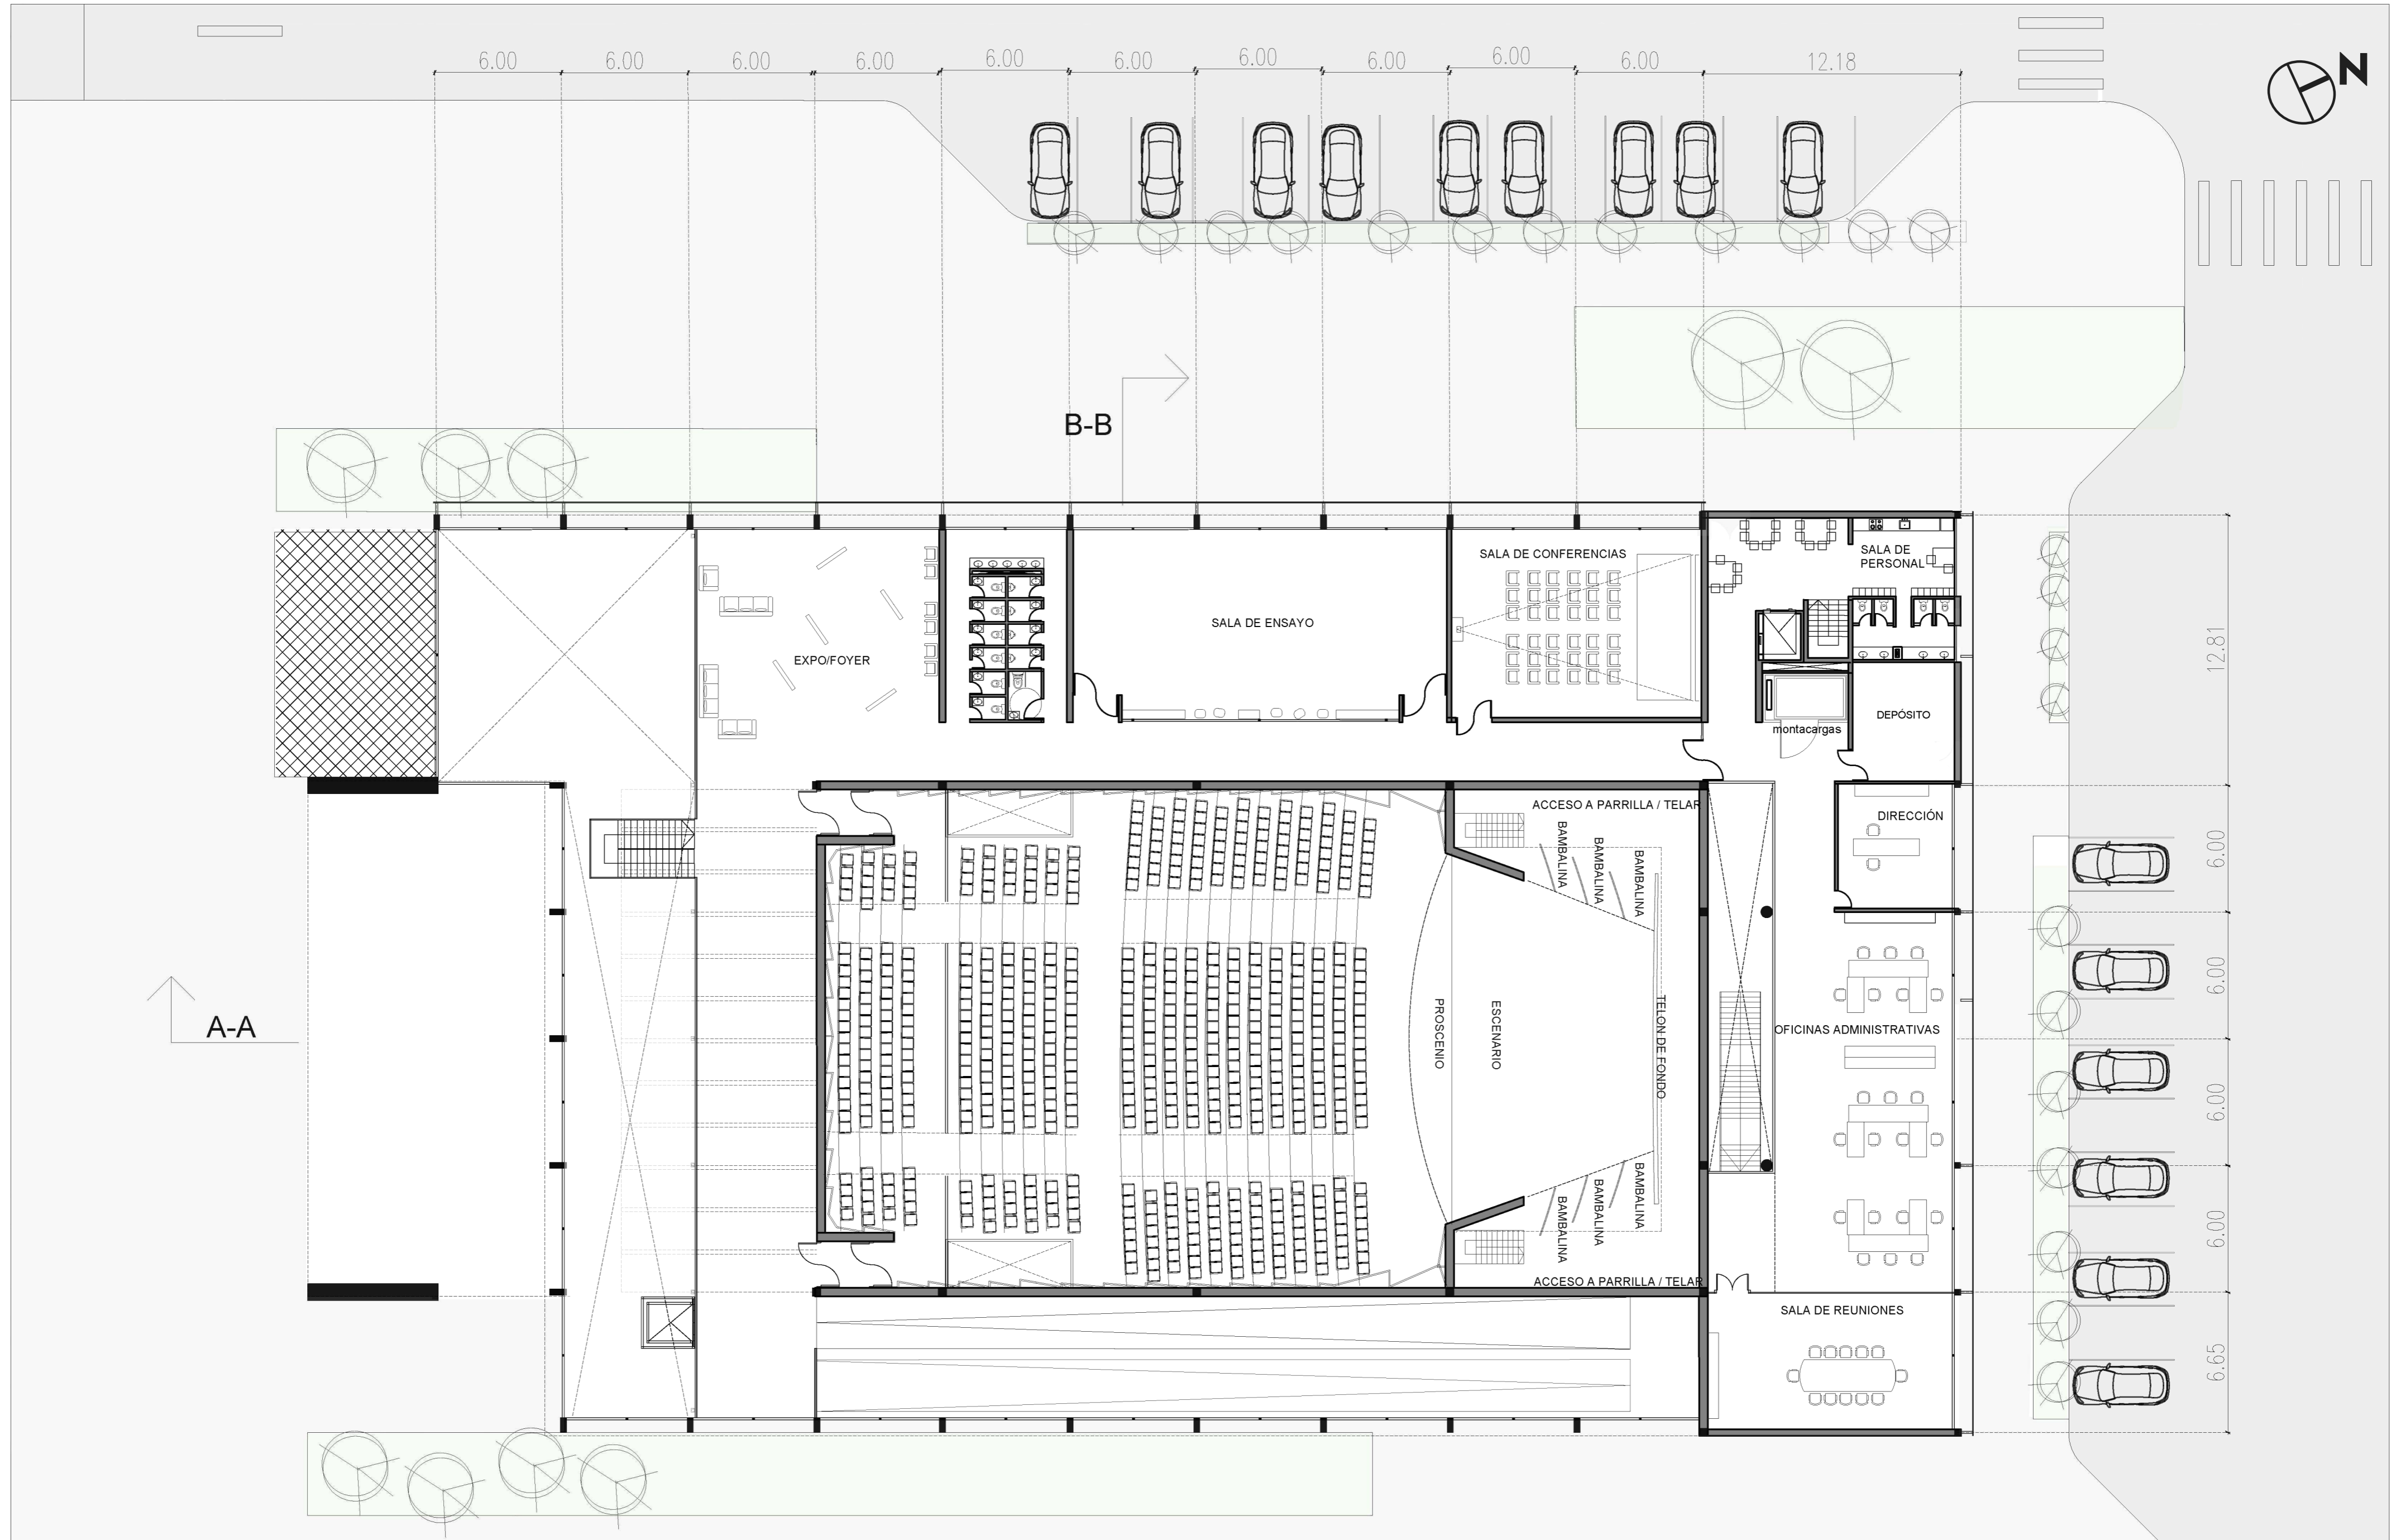 6.00 6.00 6.00 6.00 6.00 6.00 6.00 6.00 6.00 6.00 12.18
N
B-B
SALA DE CONFERENCIAS
SALA DE
PERSONAL
SALA DE ENSAYO
EXPO/FOYER
12.81
DEPÓSITO
montacargas
ACCESO A PARRILLA / TELAR
DIRECCIÓN
BAMBALINA
BAMBALINA
BAMBALINA
6.00
6.00
A-A
PROSCENIO
ESCENARIO
TELON DE FONDO
OFICINAS ADMINISTRATIVAS
6.00
BAMBALINA
BAMBALINA
BAMBALINA
6.00
ACCESO A PARRILLA / TELAR
SALA DE REUNIONES
6.65